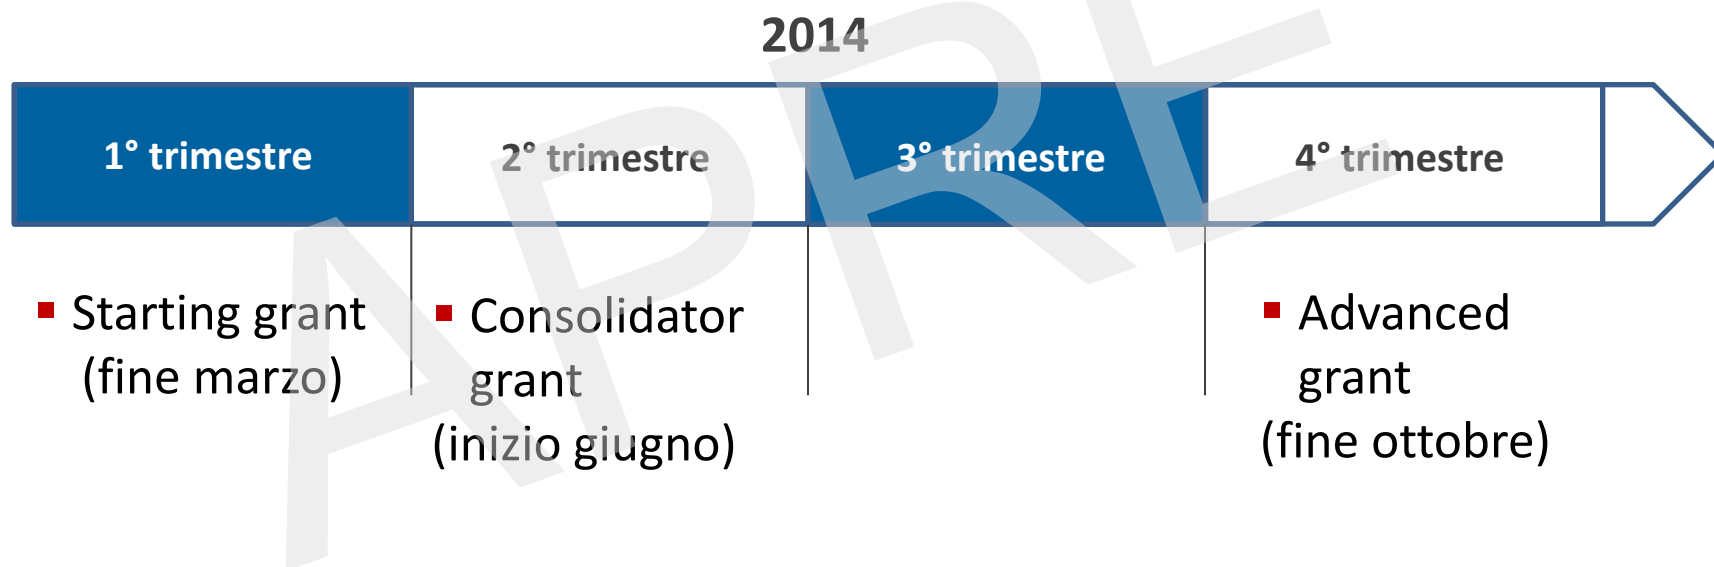 2014
1° trimestre
2° trimestre
3° trimestre
4° trimestre
▪ Starting grant
(fine marzo)
▪ Consolidator
grant
(inizio giugno)
▪ Advanced
grant
(fine ottobre)
APRE